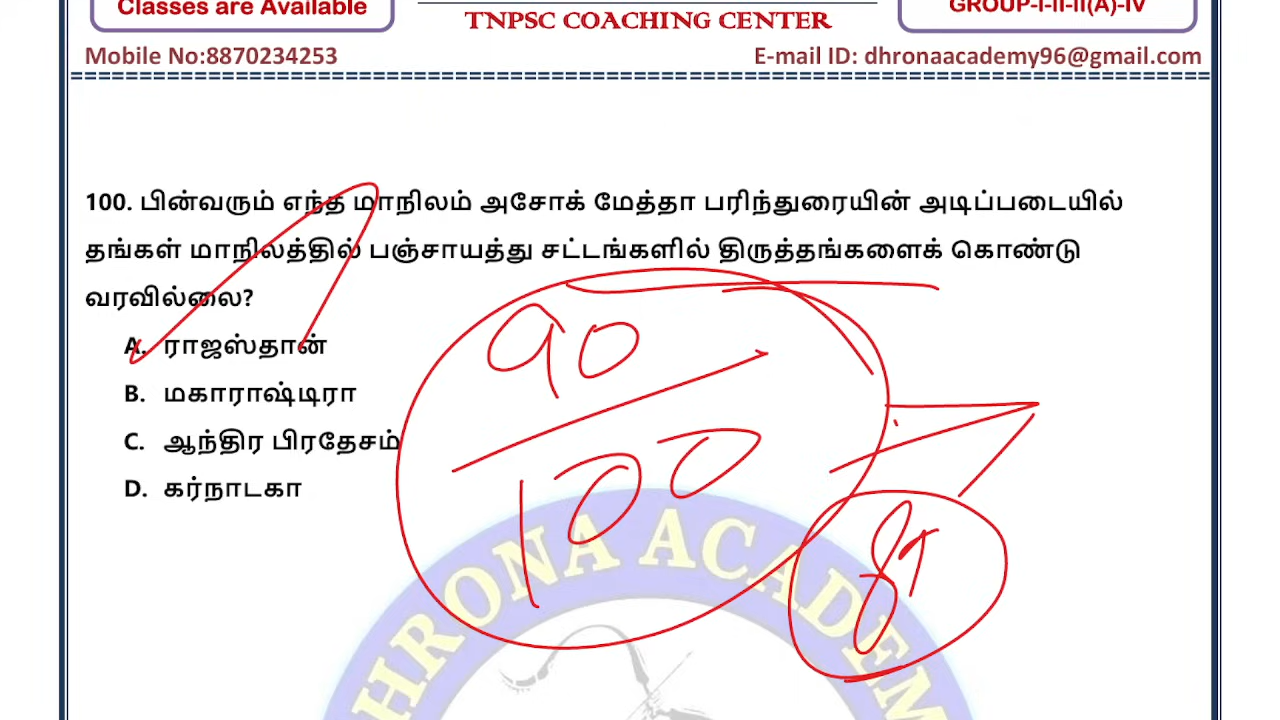 Classes are Available
TNPSC COACHING CENTER
GROUP-I-II-II(A)-IV
Mobile No:8870234253
E-mail ID: dhronaacademy96@gmail.com
100. பின்வரும் எந்த மாநிலம் அசோக் மேத்தா பரிந்துரையின் அடிப்படையில்
தங்கள் மாநிலத்தில் பஞ்சாயத்து சட்டங்களில் திருத்தங்களைக் கொண்டு
வரவில்லை?
A. ராஜஸ்தான்
B. மகாராஷ்டிரா
C. ஆந்திர பிரதேசம்
D. கர்நாடகா
90
100
DHRONA ACADEMY